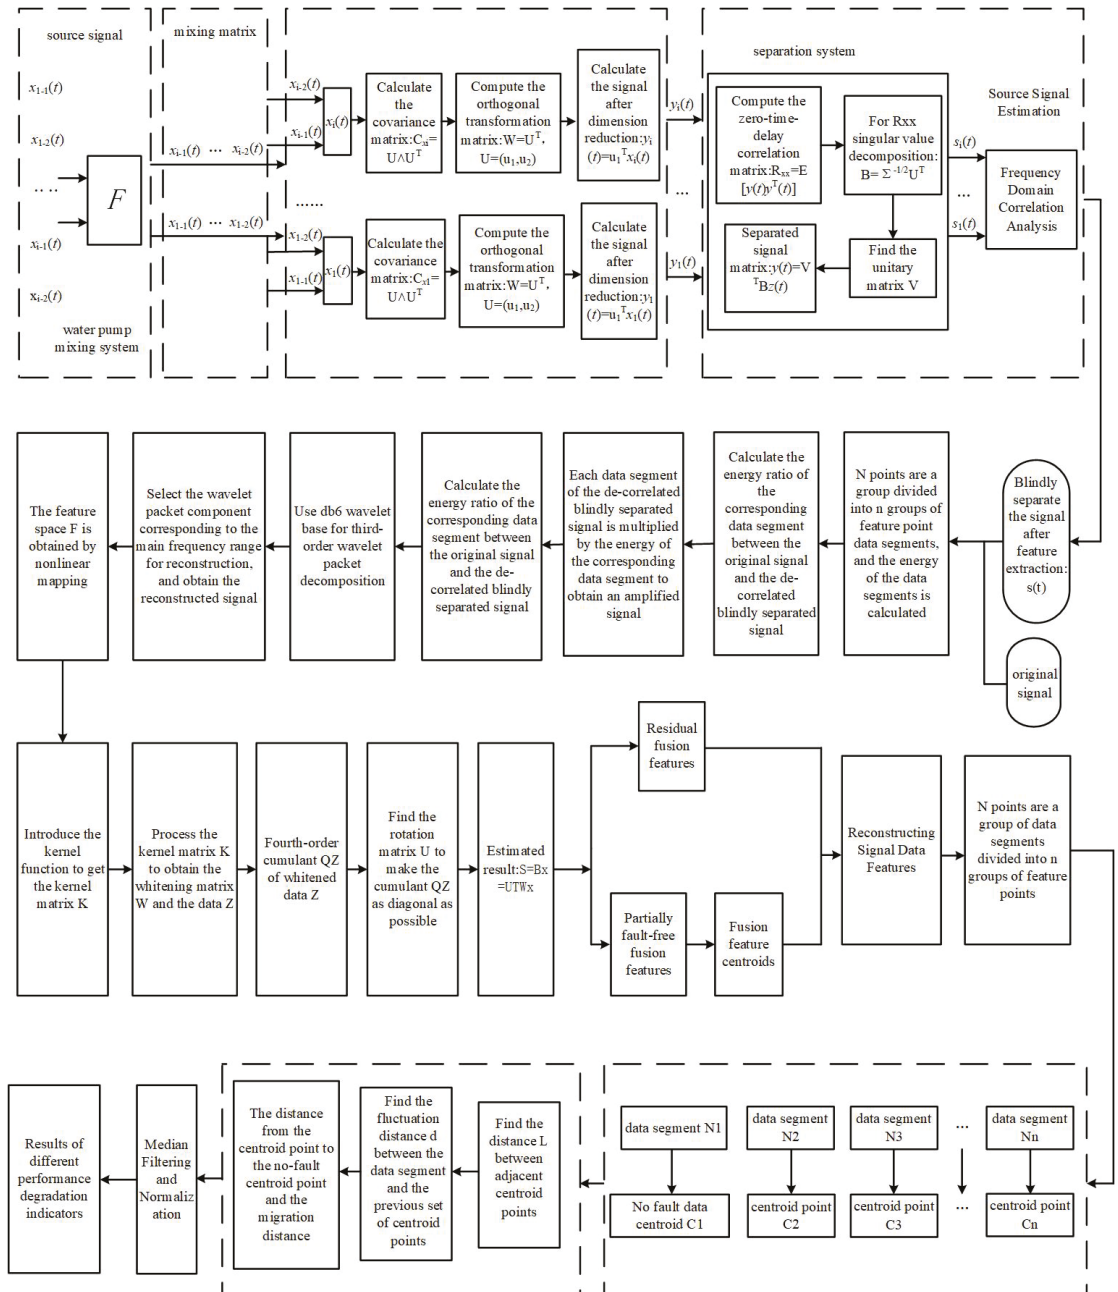 source signal
x1-1(t)
x1-2(t)
....
xi-1(t)
xi-2(t)
F
water pump
mixing system
mixing matrix
xi-1(t) ... xi-2(t)
x1-1(t) ... x1-2(t)
xi-2(t)
xi-1(t)
xi(t)
Calculate
the
covariance
matrix:Cxi=
U∧U^T
Compute the
orthogonal
transformation
matrix:W=U^T,
U=(u1,u2)
Calculate
the signal
after
dimension
reduction:yi
(t)=u1^Txi(t)
......
x1-2(t)
x1-1(t)
x1(t)
Calculate the
covariance
matrix:Cx1=
U∧U^T
Compute the
orthogonal
transformation
matrix:W=U^T,
U=(u1,u2)
Calculate
the signal
after
dimension
reduction:y1
(t)=u1^Tx1(t)
yi(t)
...
y1(t)
separation system
Compute the
zero-time-
delay
correlation
matrix:Rxx=E
[y(t)y^T(t)]
For Rxx
singular value
decomposition:
B=Σ^-1/2U^T
Separated
signal
matrix:y(t)=V
^TBz(t)
Find the
unitary
matrix V
si(t)
...
s1(t)
Source Signal
Estimation
Frequency
Domain
Correlation
Analysis
The feature
space F is
obtained by
nonlinear
mapping
Select the wavelet
packet component
corresponding to the
main frequency range
for reconstruction,
and obtain the
reconstructed signal
Use db6 wavelet
base for third-
order wavelet
packet
decomposition
Calculate the
energy ratio of the
corresponding data
segment between
the original signal
and the de-
correlated blindly
separated signal
Each data segment
of the de-correlated
blindly separated
signal is multiplied
by the energy of
the corresponding
data segment to
obtain an amplified
signal
Calculate the
energy ratio of
the
corresponding
data segment
between the
original signal
and the de-
correlated
blindly separated
signal
N points are a
group divided
into n groups of
feature point
data segments,
and the energy
of the data
segments is
calculated
Blindly
separate the
signal after
feature
extraction:
s(t)
original
signal
Introduce the
kernel
function to get
the kernel
matrix K
Process the
kernel matrix K
to obtain the
whitening matrix
W and the data Z
Fourth-order
cumulant QZ
of whitened
data Z
Find the
rotation
matrix U to
make the
cumulant QZ
as diagonal as
possible
Estimated
result:S=Bx
=UTWx
Residual
fusion
features
Partially
fault-free
fusion
features
Fusion
feature
centroids
Reconstructing
Signal Data
Features
N points are a
group of data
segments
divided into n
groups of feature
points
Results of
different
performance
degradation
indicators
Median
Filtering
and
Normaliz
ation
The distance
from the
centroid point to
the no-fault
centroid point
and the
migration
distance
Find the
fluctuation
distance d
between the
data segment
and the
previous set
of centroid
points
Find the
distance L
between
adjacent
centroid
points
data segment N1
data segment
N2
data segment
N3
...
data segment
Nn
No fault data
centroid C1
centroid point
C2
centroid point
C3
...
centroid point
Cn